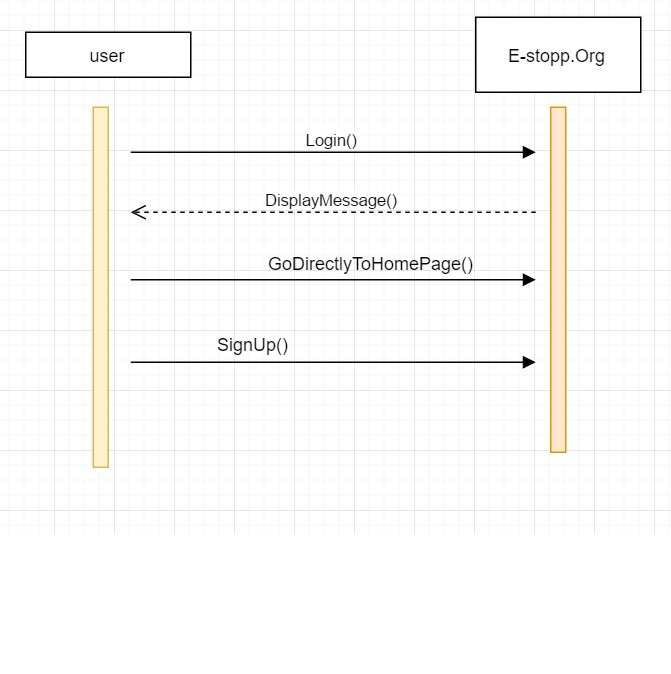 user
E-stopp.Org
Login()
DisplayMessage()
GoDirectlyToHomePage()
SignUp()